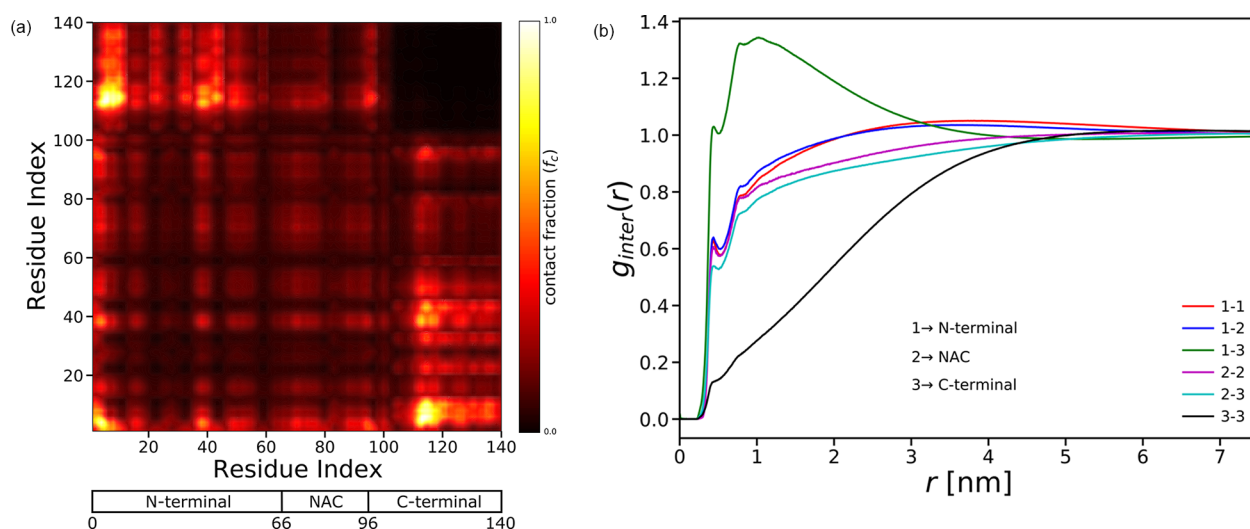 (a)
140
120
100
80
60
40
20
Residue Index
20 40 60 80 100 120 140
Residue Index
1.0
contact fraction (f_c)
0.0
N-terminal NAC C-terminal
0 66 96 140
(b)
1.4
1.2
1.0
0.8
0.6
0.4
0.2
0.0
g_inter(r)
0 1 2 3 4 5 6 7
r [nm]
1→ N-terminal
2→ NAC
3→ C-terminal
1-1
1-2
1-3
2-2
2-3
3-3